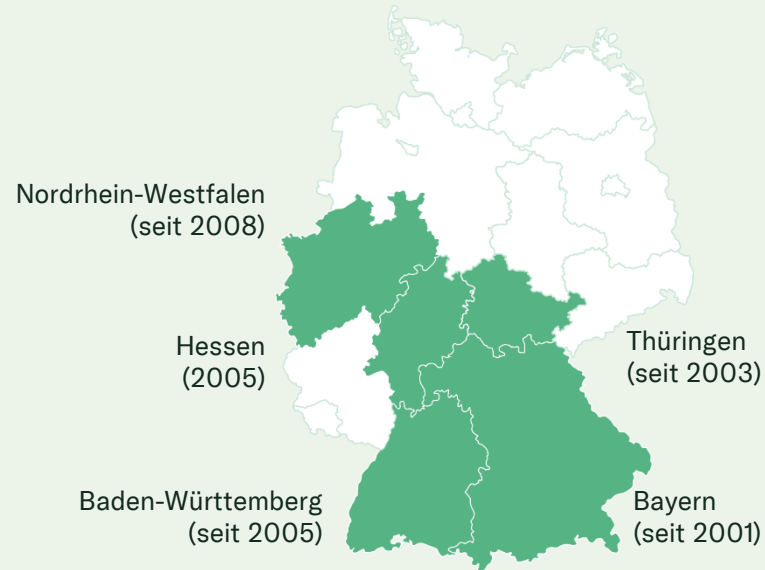 Nordrhein-Westfalen
(seit 2008)
Hessen
(2005)
Thüringen
(seit 2003)
Baden-Württemberg
(seit 2005)
Bayern
(seit 2001)